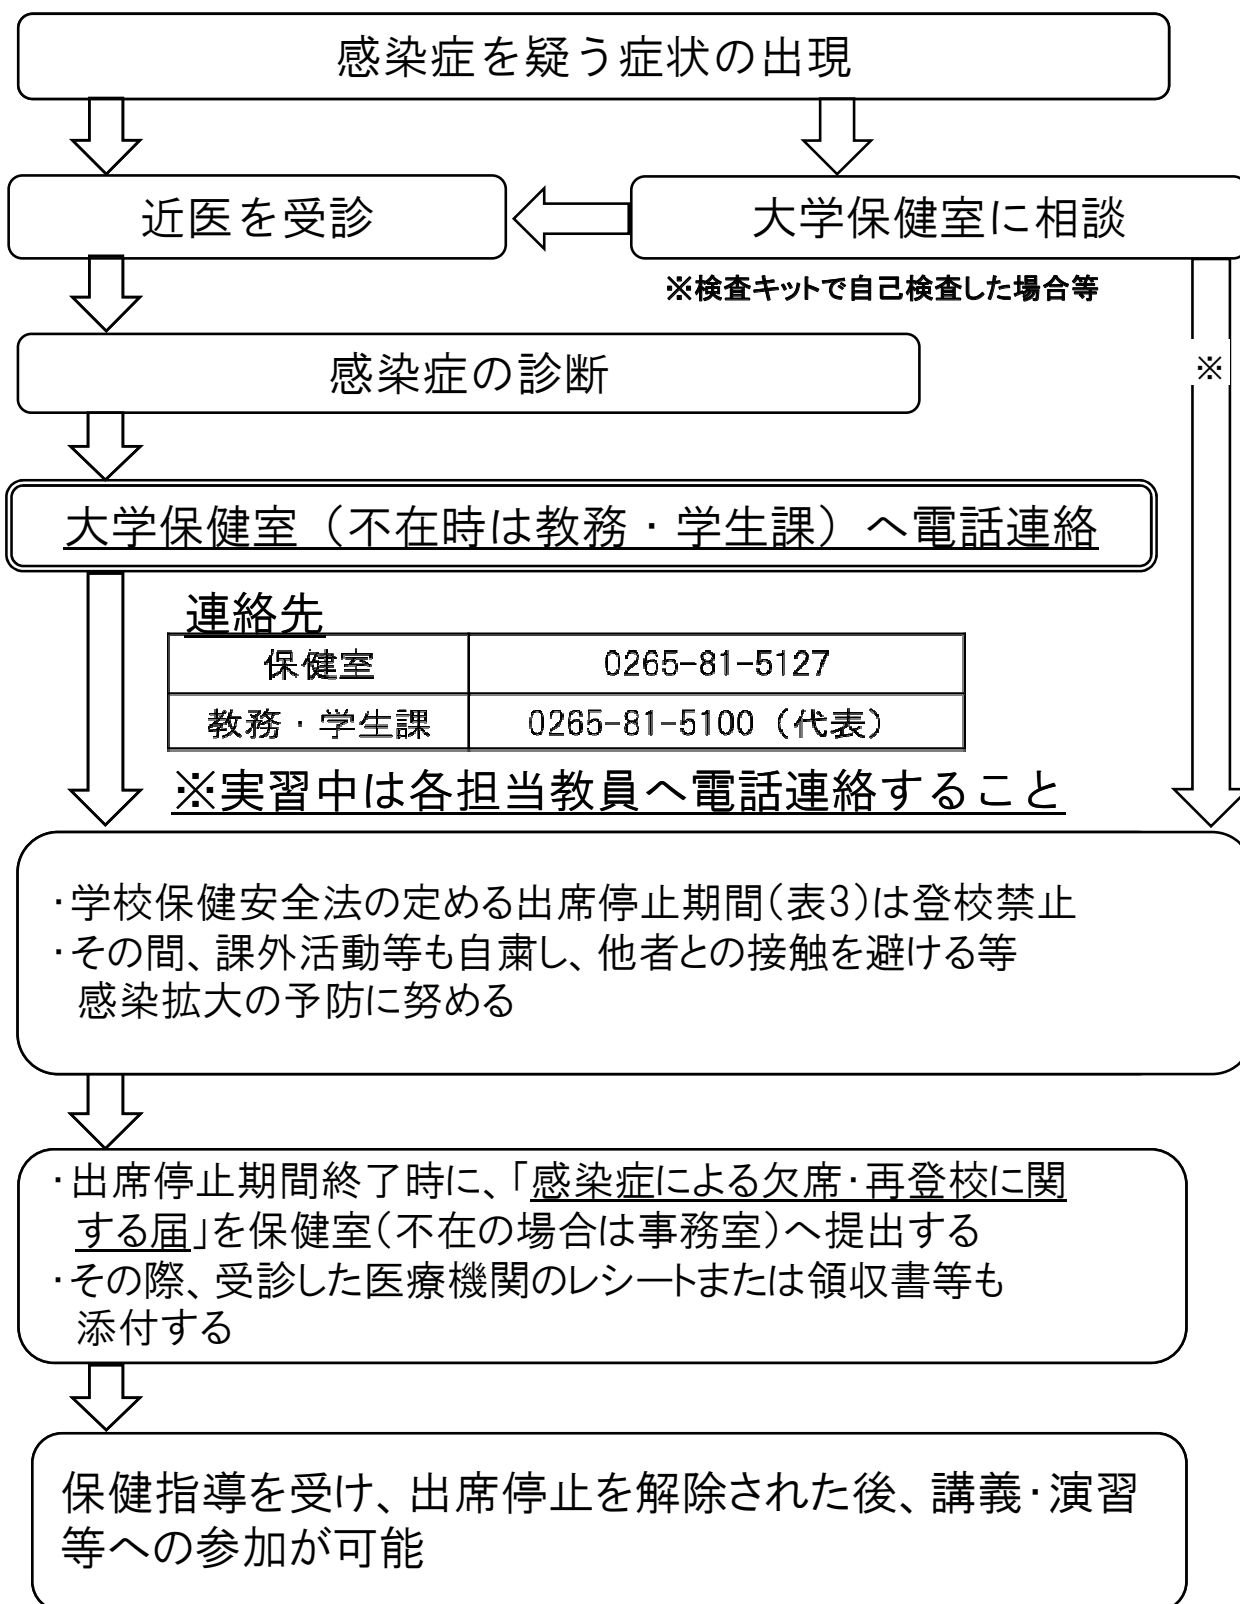 感染症を疑う症状の出現
近医を受診
大学保健室に相談
※検査キットで自己検査した場合等
※
感染症の診断
大学保健室（不在時は教務・学生課）へ電話連絡
連絡先
保健室 0265-81-5127
教務・学生課 0265-81-5100（代表）
※実習中は各担当教員へ電話連絡すること
・学校保健安全法の定める出席停止期間(表3)は登校禁止
・その間、課外活動等も自粛し、他者との接触を避ける等
感染拡大の予防に努める
・出席停止期間終了時に、「感染症による欠席・再登校に関
する届」を保健室(不在の場合は事務室)へ提出する
・その際、受診した医療機関のレシートまたは領収書等も
添付する
保健指導を受け、出席停止を解除された後、講義・演習
等への参加が可能